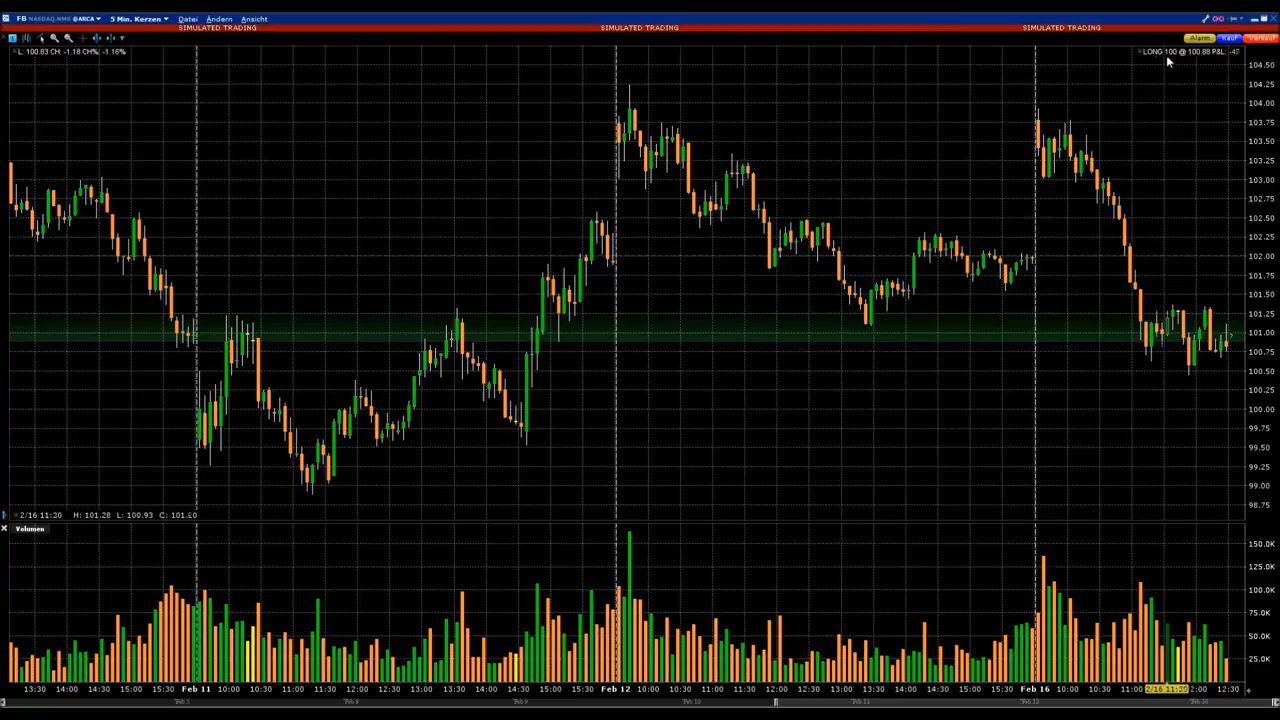 FB NASDAQ.NMS @ARCA 5 Min. Kerzen Datei Ändern Ansicht
SIMULATED TRADING SIMULATED TRADING SIMULATED TRADING
Alarm Kauf Verkauf
L: 100.83 CH: -1.18 CH%: -1.16%
LONG 100 @ 100.88 P&L:
104.50
104.25
104.00
103.75
103.50
103.25
103.00
102.75
102.50
102.25
102.00
101.75
101.50
101.25
101.00
100.75
100.50
100.25
100.00
99.75
99.50
99.25
99.00
98.75
2/16 11:30 H: 101.28 L: 100.93 C: 101.20
Volumen
150.0K
125.0K
100.0K
75.0K
50.0K
25.0K
13:30 14:00 14:30 15:00 15:30 Feb 11 10:00 10:30 11:00 11:30 12:00 12:30 13:00 13:30 14:00 14:30 15:00 15:30 Feb 12 10:00 10:30 11:00 11:30 12:00 12:30 13:00 13:30 14:00 14:30 15:00 15:30 Feb 16 10:00 10:30 11:00 2/16 11:30 2:00 12:30